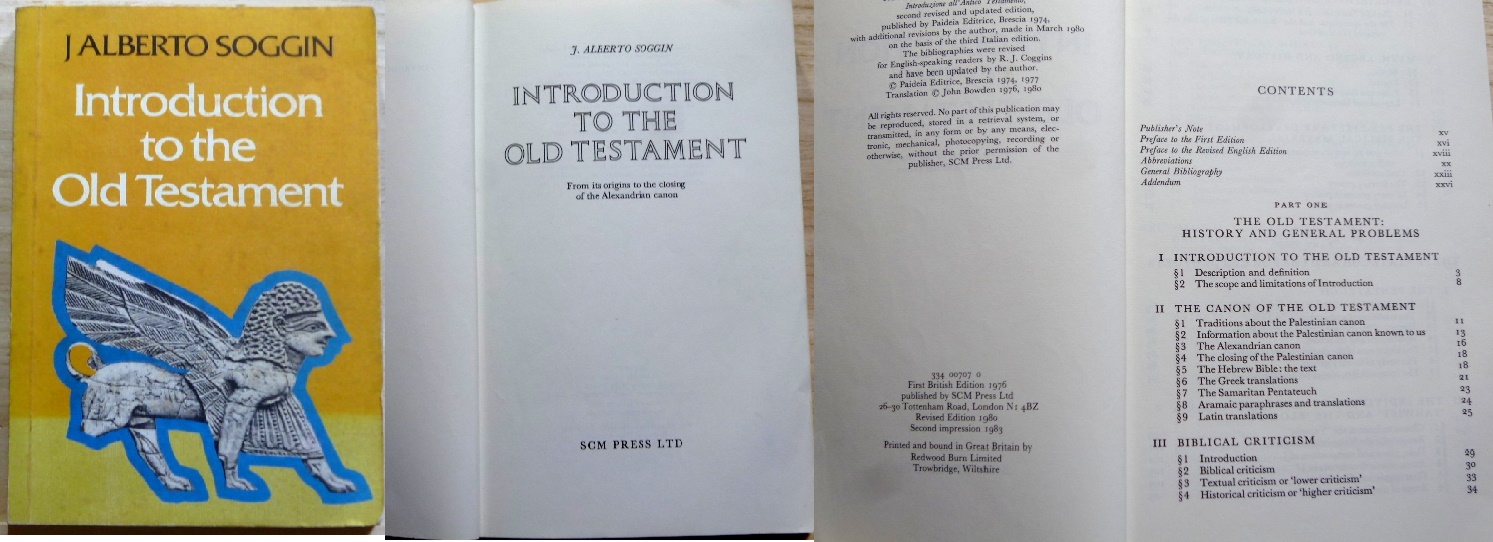 J ALBERTO SOGGIN
Introduction
to the
Old Testament
J. ALBERTO SOGGIN
INTRODUCTION
TO THE
OLD TESTAMENT
From its origins to the closing
of the Alexandrian canon
SCM PRESS LTD
Introduzione all'Antico Testamento,
second revised and updated edition,
published by Paideia Editrice, Brescia 1974,
with additional revisions by the author, made in March 1980
on the basis of the third Italian edition.
The bibliographies were revised
for English-speaking readers by R. J. Coggins
and have been updated by the author.
© Paideia Editrice, Brescia 1974, 1977
Translation © John Bowden 1976, 1980
All rights reserved. No part of this publication may
be reproduced, stored in a retrieval system, or
transmitted, in any form or by any means, elec-
tronic, mechanical, photocopying, recording or
otherwise, without the prior permission of the
publisher, SCM Press Ltd.
334 00707 0
First British Edition 1976
published by SCM Press Ltd
26-30 Tottenham Road, London N1 4BZ
Revised Edition 1980
Second impression 1983
Printed and bound in Great Britain by
Redwood Burn Limited
Trowbridge, Wiltshire
CONTENTS
Publisher's Note xv
Preface to the First Edition xvi
Preface to the Revised English Edition xviii
Abbreviations xx
General Bibliography xxiii
Addendum xxvi
PART ONE
THE OLD TESTAMENT:
HISTORY AND GENERAL PROBLEMS
I INTRODUCTION TO THE OLD TESTAMENT
§1 Description and definition 3
§2 The scope and limitations of Introduction 8
II THE CANON OF THE OLD TESTAMENT
§1 Traditions about the Palestinian canon 11
§2 Information about the Palestinian canon known to us 13
§3 The Alexandrian canon 16
§4 The closing of the Palestinian canon 18
§5 The Hebrew Bible: the text 18
§6 The Greek translations 21
§7 The Samaritan Pentateuch 23
§8 Aramaic paraphrases and translations 24
§9 Latin translations 25
III BIBLICAL CRITICISM
§1 Introduction 29
§2 Biblical criticism 30
§3 Textual criticism or 'lower criticism' 33
§4 Historical criticism or 'higher criticism' 34